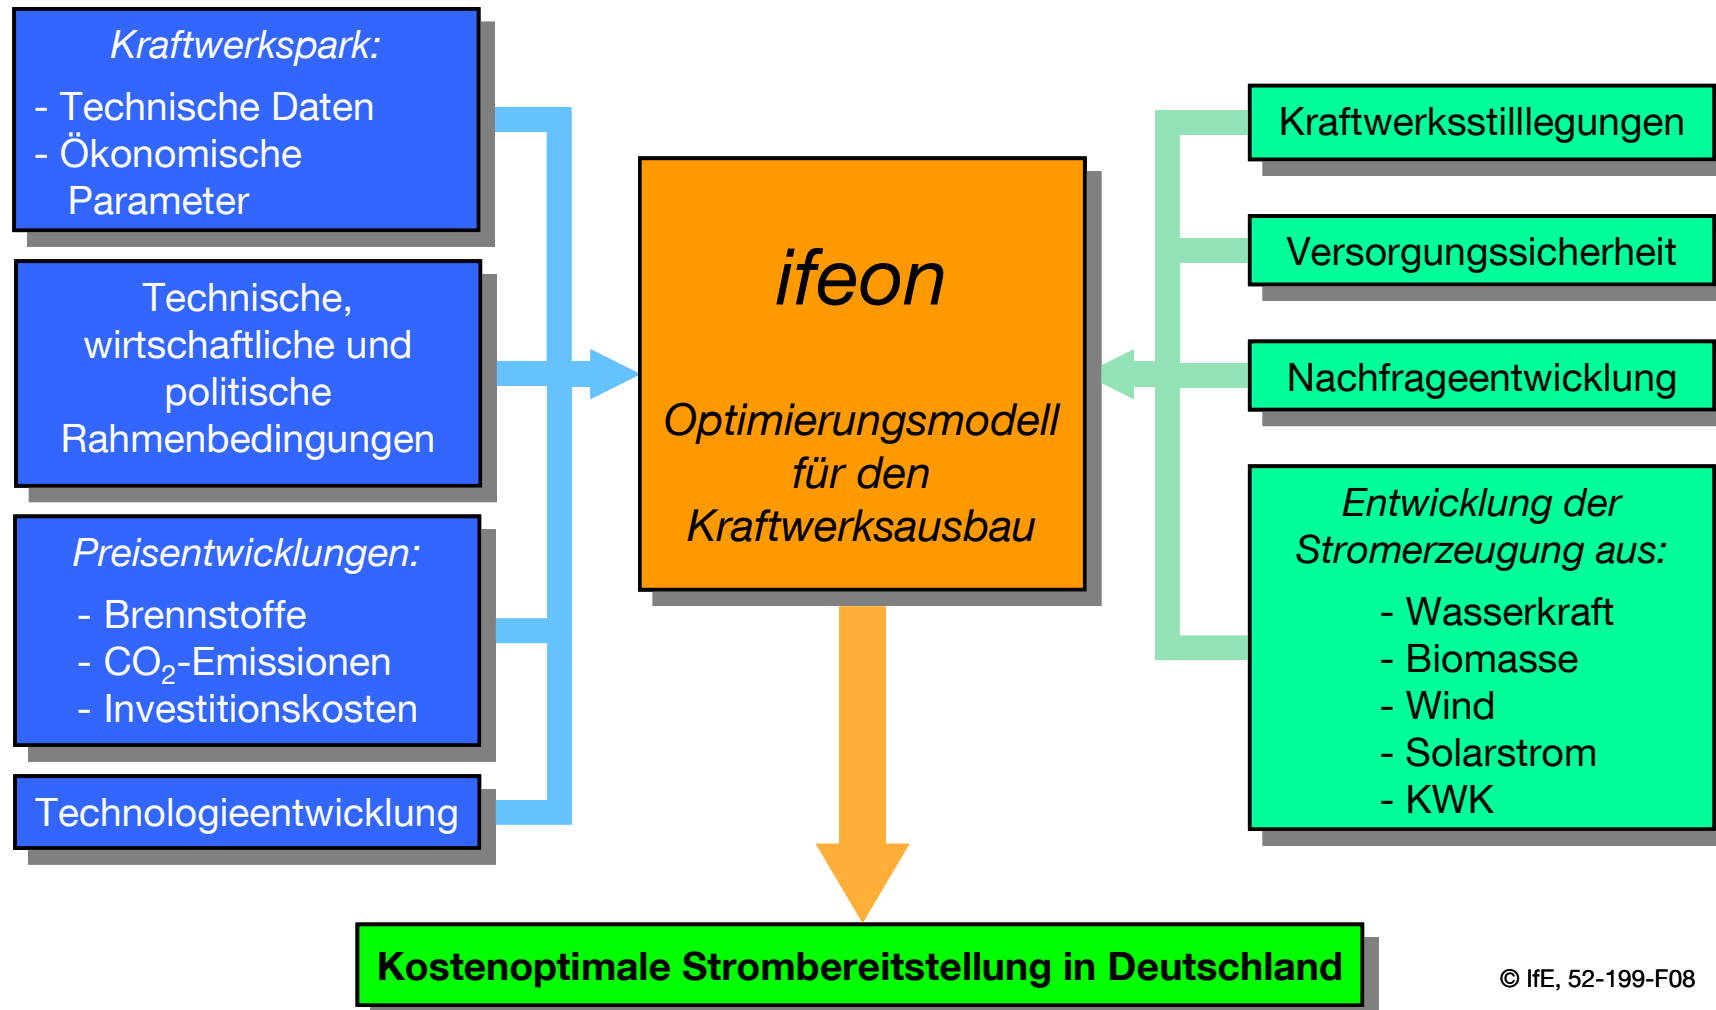 Kraftwerkspark:
- Technische Daten
- Ökonomische
Parameter
Technische,
wirtschaftliche und
politische
Rahmenbedingungen
Preisentwicklungen:
- Brennstoffe
- CO₂-Emissionen
- Investitionskosten
Technologieentwicklung
ifeon
Optimierungsmodell
für den
Kraftwerksausbau
Kraftwerksstilllegungen
Versorgungssicherheit
Nachfrageentwicklung
Entwicklung der
Stromerzeugung aus:
- Wasserkraft
- Biomasse
- Wind
- Solarstrom
- KWK
Kostenoptimale Strombereitstellung in Deutschland
© IfE, 52-199-F08